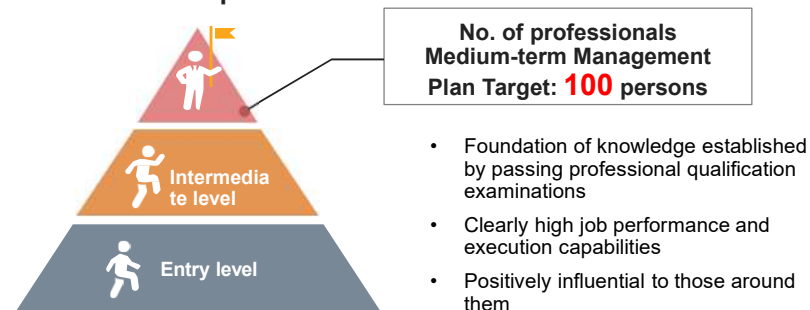 No. of professionals
Medium-term Management
Plan Target: 100 persons
Intermedia
te level
Entry level
• Foundation of knowledge established
by passing professional qualification
examinations
• Clearly high job performance and
execution capabilities
• Positively influential to those around
them